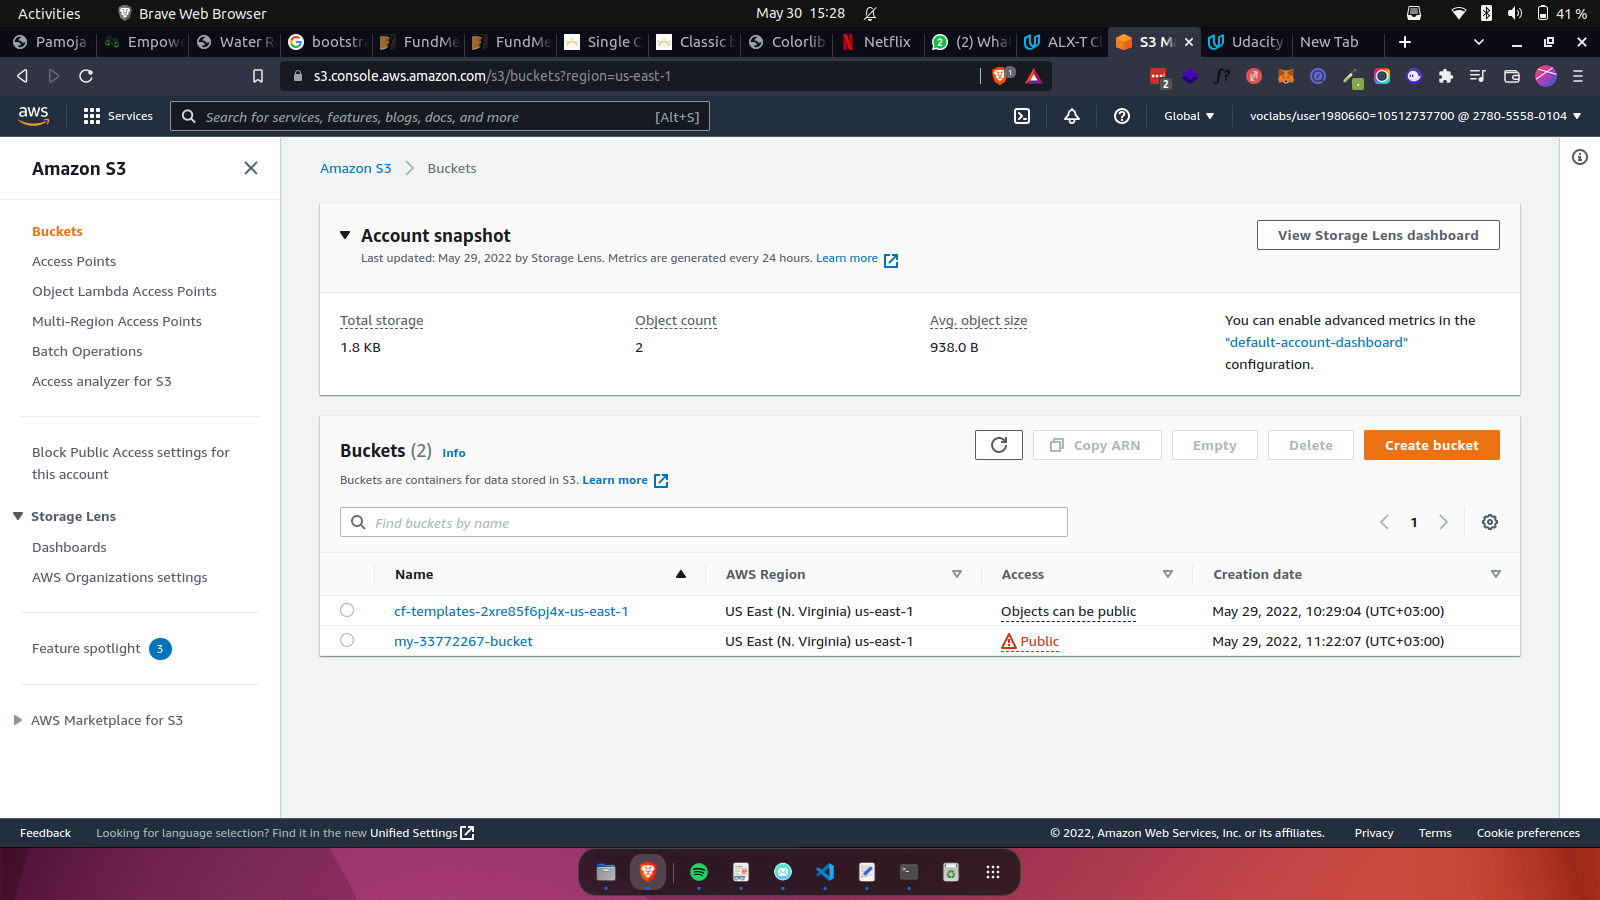 Activities
Brave Web Browser
May 30 15:28
41 %
Pamoja
Empow
Water R
bootstra
FundMe
FundMe
Single C
Classic b
Colorlib
Netflix
(2) What
ALX-T Cl
S3 Ma
Udacity
New Tab
s3.console.aws.amazon.com/s3/buckets?region=us-east-1
1
2
aws
Services
Search for services, features, blogs, docs, and more
[Alt+S]
Global
voclabs/user1980660=10512737700 @ 2780-5558-0104
Amazon S3
Buckets
Access Points
Object Lambda Access Points
Multi-Region Access Points
Batch Operations
Access analyzer for S3
Block Public Access settings for
this account
Storage Lens
Dashboards
AWS Organizations settings
Feature spotlight 3
AWS Marketplace for S3
Amazon S3
Buckets
Account snapshot
Last updated: May 29, 2022 by Storage Lens. Metrics are generated every 24 hours. Learn more
View Storage Lens dashboard
Total storage
1.8 KB
Object count
2
Avg. object size
938.0 B
You can enable advanced metrics in the
"default-account-dashboard"
configuration.
Buckets (2) Info
Buckets are containers for data stored in S3. Learn more
Copy ARN
Empty
Delete
Create bucket
Find buckets by name
1
Name AWS Region Access Creation date
cf-templates-2xre85f6pj4x-us-east-1 US East (N. Virginia) us-east-1 Objects can be public May 29, 2022, 10:29:04 (UTC+03:00)
my-33772267-bucket US East (N. Virginia) us-east-1 Public May 29, 2022, 11:22:07 (UTC+03:00)
Feedback
Looking for language selection? Find it in the new Unified Settings
© 2022, Amazon Web Services, Inc. or its affiliates.
Privacy
Terms
Cookie preferences